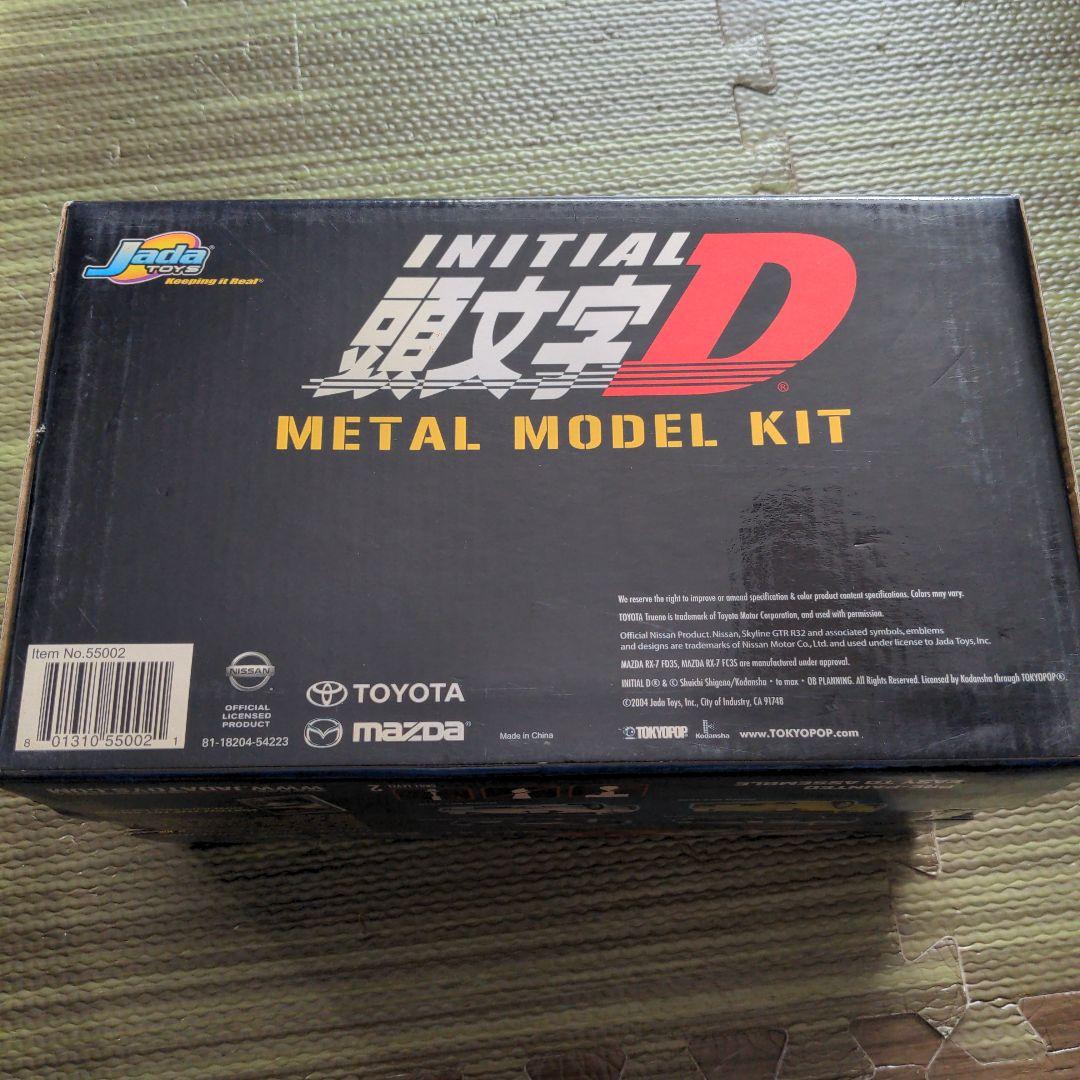 Jada
TOYS
Keeping it Real®
INITIAL
頭文字D®
METAL MODEL KIT
We reserve the right to improve or amend specification & color product content specifications. Colors may vary.
TOYOTA Trueno is trademark of Toyota Motor Corporation, and used with permission.
Official Nissan Product. Nissan, Skyline GTR R32 and associated symbols, emblems
and designs are trademarks of Nissan Motor Co., Ltd. and used under license to Jada Toys, Inc.
MAZDA RX-7 FD3S, MAZDA RX-7 FC3S are manufactured under approval.
INITIAL D® & © Shuichi Shigeno/Kodansha • to max • OB PLANNING. All Rights Reserved. Licensed by Kodansha through TOKYOPOP®.
©2004 Jada Toys, Inc., City of Industry, CA 91748
TOKYOPOP Kodansha www.TOKYOPOP.com
Item No.55002
8 01310 55002 1
NISSAN
OFFICIAL
LICENSED
PRODUCT
81-18204-54223
TOYOTA
mazDa®
Made in China